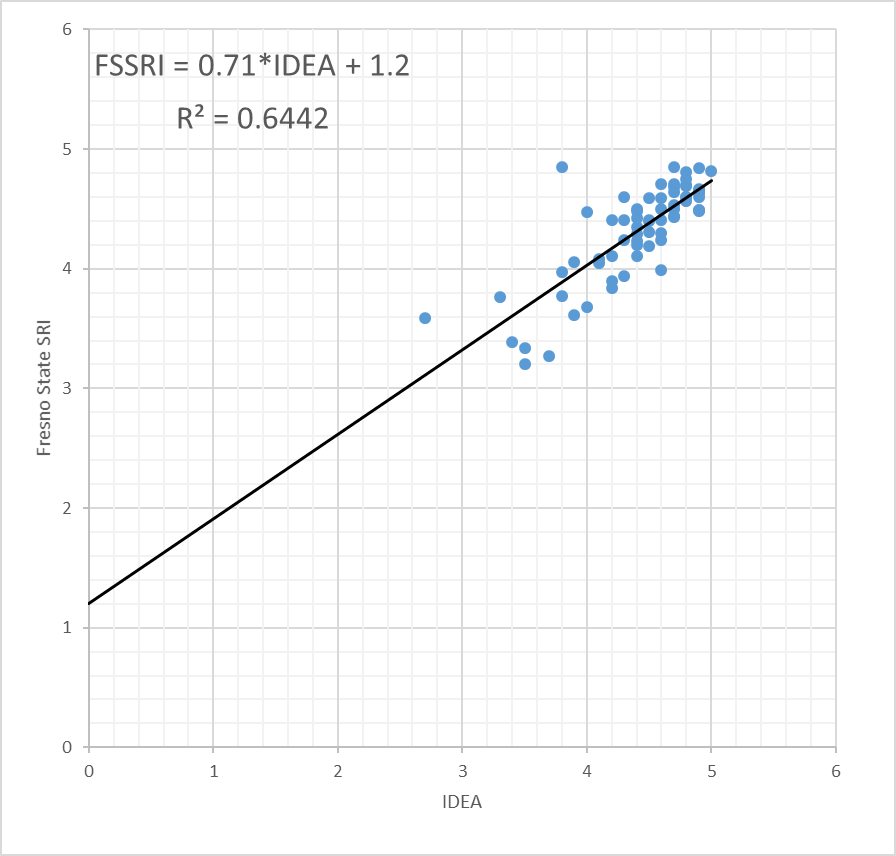 FSSRI = 0.71*IDEA + 1.2
R² = 0.6442
6
5
4
3
2
1
0
Fresno State SRI
0 1 2 3 4 5 6
IDEA